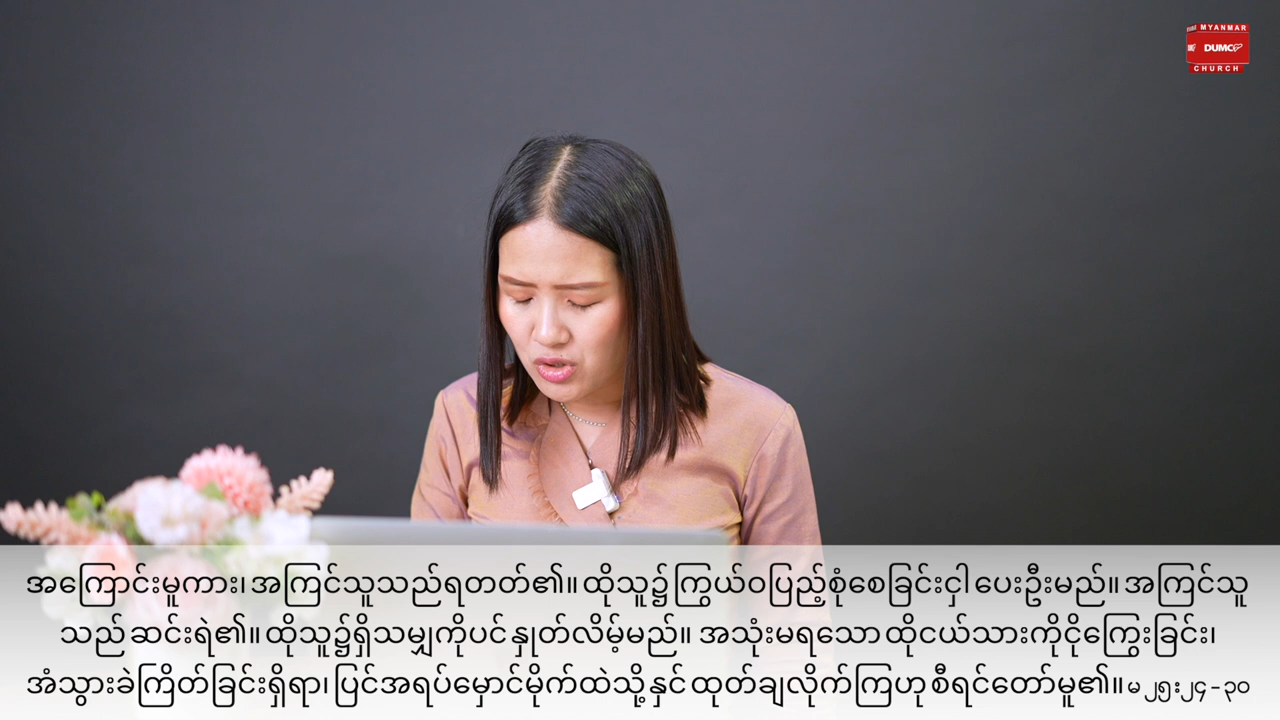 MYANMAR
DUMC
CHURCH
အကြောင်းမူကား၊ အကြင်သူသည်ရတတ်၏။ ထိုသူ၌ ကြွယ်ဝပြည့်စုံစေခြင်းငှါ ပေးဦးမည်။ အကြင်သူ
သည် ဆင်းရဲ၏။ ထိုသူ၌ရှိသမျှကိုပင် နှုတ်လိမ့်မည်။ အသုံးမရသော ထိုငယ်သားကိုငိုကြွေးခြင်း၊
အံသွားခဲကြိတ်ခြင်းရှိရာ၊ ပြင်အရပ်မှောင်မိုက်ထဲသို့ နှင် ထုတ်ချလိုက်ကြဟု စီရင်တော်မူ၏။ မ ၂၅:၂၄ - ၃၀